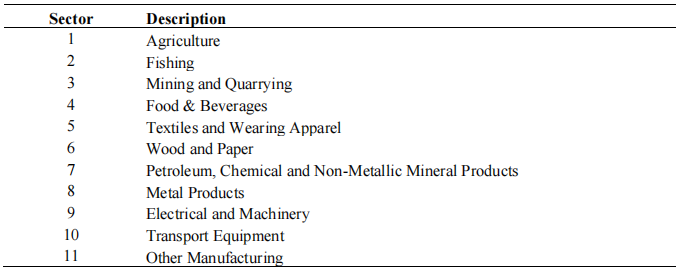 Sector Description
1 Agriculture
2 Fishing
3 Mining and Quarrying
4 Food & Beverages
5 Textiles and Wearing Apparel
6 Wood and Paper
7 Petroleum, Chemical and Non-Metallic Mineral Products
8 Metal Products
9 Electrical and Machinery
10 Transport Equipment
11 Other Manufacturing